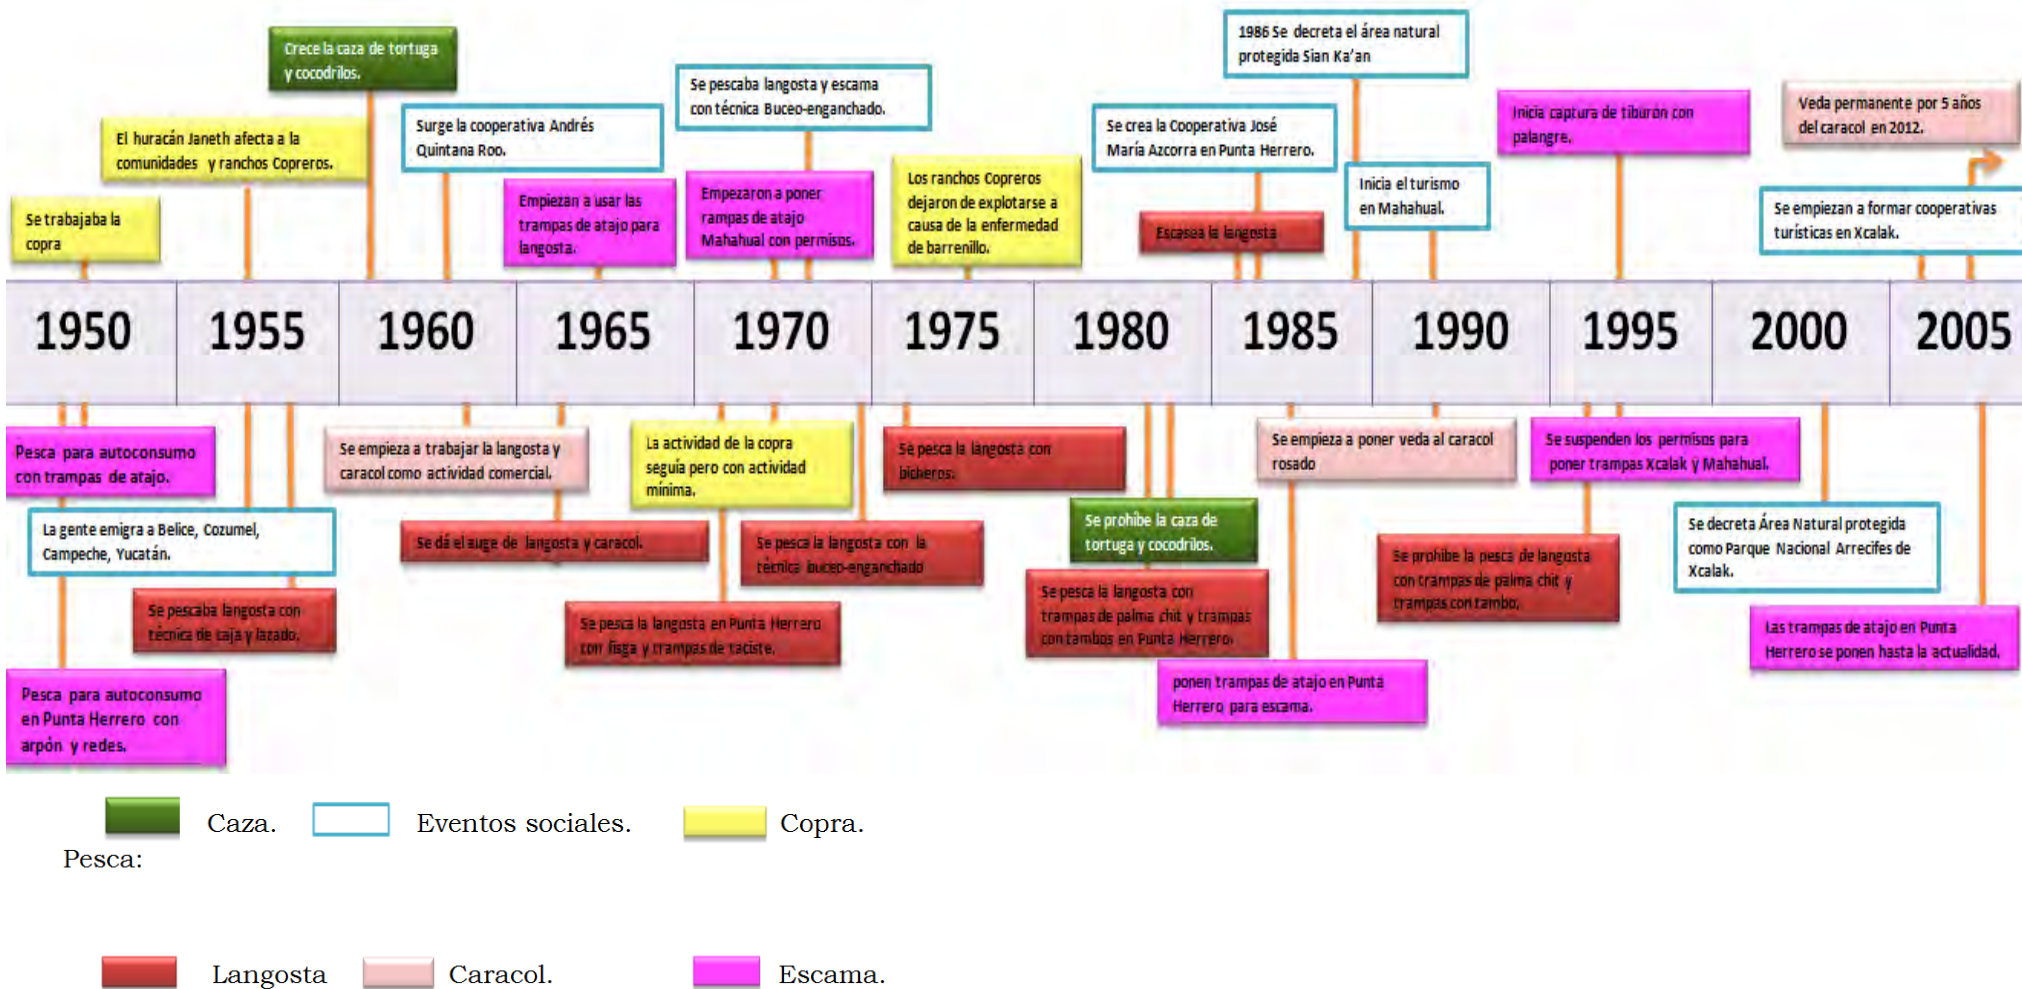 Crece la caza de tortuga
y cocodrilos.
1986 Se decreta el área natural
protegida Sian Ka'an
Se pescaba langosta y escama
con técnica Buceo-enganchado.
Veda permanente por 5 años
del caracol en 2012.
El huracán Janeth afecta a la
comunidades y ranchos Copreros.
Surge la cooperativa Andrés
Quintana Roo.
Se crea la Cooperativa José
María Azcorra en Punta Herrero.
Inicia captura de tiburón con
palangre.
Se trabajaba la
copra
Empiezan a usar las
trampas de atajo para
langosta.
Empezaron a poner
rampas de atajo
Mahahual con permisos.
Los ranchos Copreros
dejaron de explotarse a
causa de la enfermedad
de barrenillo.
Escasea la langosta
Inicia el turismo
en Mahahual.
Se empiezan a formar cooperativas
turísticas en Xcalak.
1950
1955
1960
1965
1970
1975
1980
1985
1990
1995
2000
2005
Pesca para autoconsumo
con trampas de atajo.
La gente emigra a Belice, Cozumel,
Campeche, Yucatán.
Se pescaba langosta con
técnica de caja y lazado.
Pesca para autoconsumo
en Punta Herrero con
arpón y redes.
Se empieza a trabajar la langosta y
caracol como actividad comercial.
Se dá el auge de langosta y caracol.
La actividad de la copra
seguía pero con actividad
mínima.
Se pesca la langosta en Punta Herrero
con fisga y trampas de taciste.
Se pesca la langosta con la
técnica buceo-enganchado
Se pesca la langosta con
bicheros.
Se prohibe la caza de
tortuga y cocodrilos.
Se pesca la langosta con
trampas de palma chit y trampas
con tambos en Punta Herrero.
ponen trampas de atajo en Punta
Herrero para escama.
Se empieza a poner veda al caracol
rosado
Se prohibe la pesca de langosta
con trampas de palma chit y
trampas con tambo.
Se suspenden los permisos para
poner trampas Xcalak y Mahahual.
Se decreta Área Natural protegida
como Parque Nacional Arrecifes de
Xcalak.
Las trampas de atajo en Punta
Herrero se ponen hasta la actualidad.
Caza.
Eventos sociales.
Copra.
Pesca:
Langosta
Caracol.
Escama.